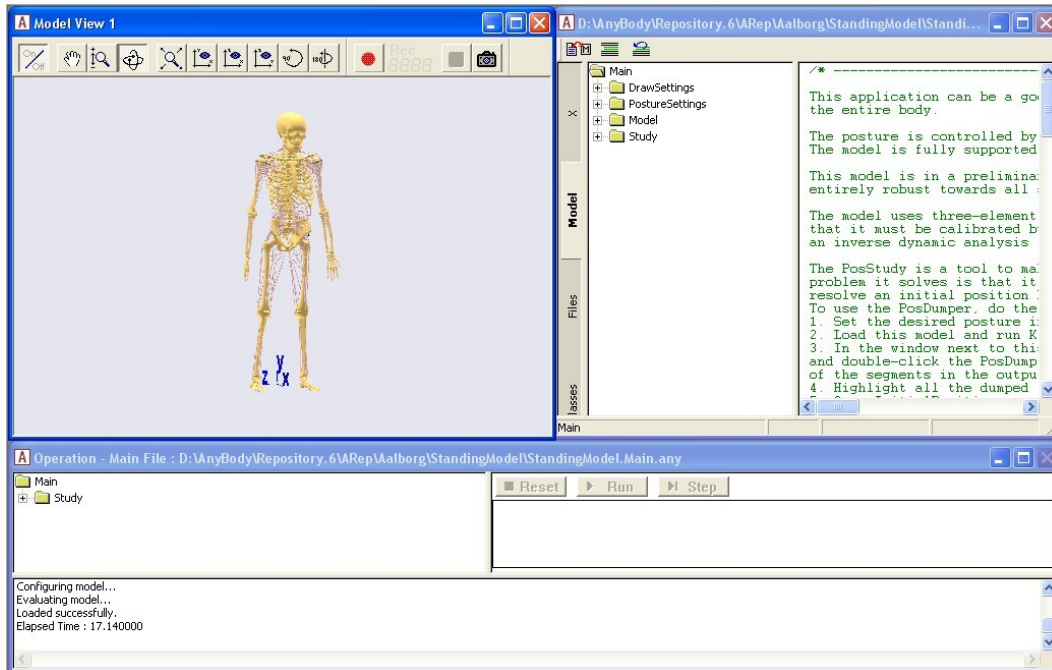 A Model View 1
On/Off
Rec
8888
Y
X
Z
90°
180°
y
z x
A D:\AnyBody\Repository.6\ARep\Aalborg\StandingModel\Standi...
M
X
Model
Files
lasses
Main
DrawSettings
PostureSettings
Model
Study
/* ----------------------------
This application can be a go
the entire body.
The posture is controlled by
The model is fully supported
This model is in a prelimina
entirely robust towards all
The model uses three-element
that it must be calibrated b
an inverse dynamic analysis
The PosStudy is a tool to ma
problem it solves is that it
resolve an initial position
To use the PosDumper, do the
1. Set the desired posture i
2. Load this model and run K
3. In the window next to thi
and double-click the PosDump
of the segments in the outpu
4. Highlight all the dumped
Main
A Operation - Main File : D:\AnyBody\Repository.6\ARep\Aalborg\StandingModel\StandingModel.Main.any
Main
Study
Reset Run Step
Configuring model...
Evaluating model...
Loaded successfully.
Elapsed Time : 17.140000